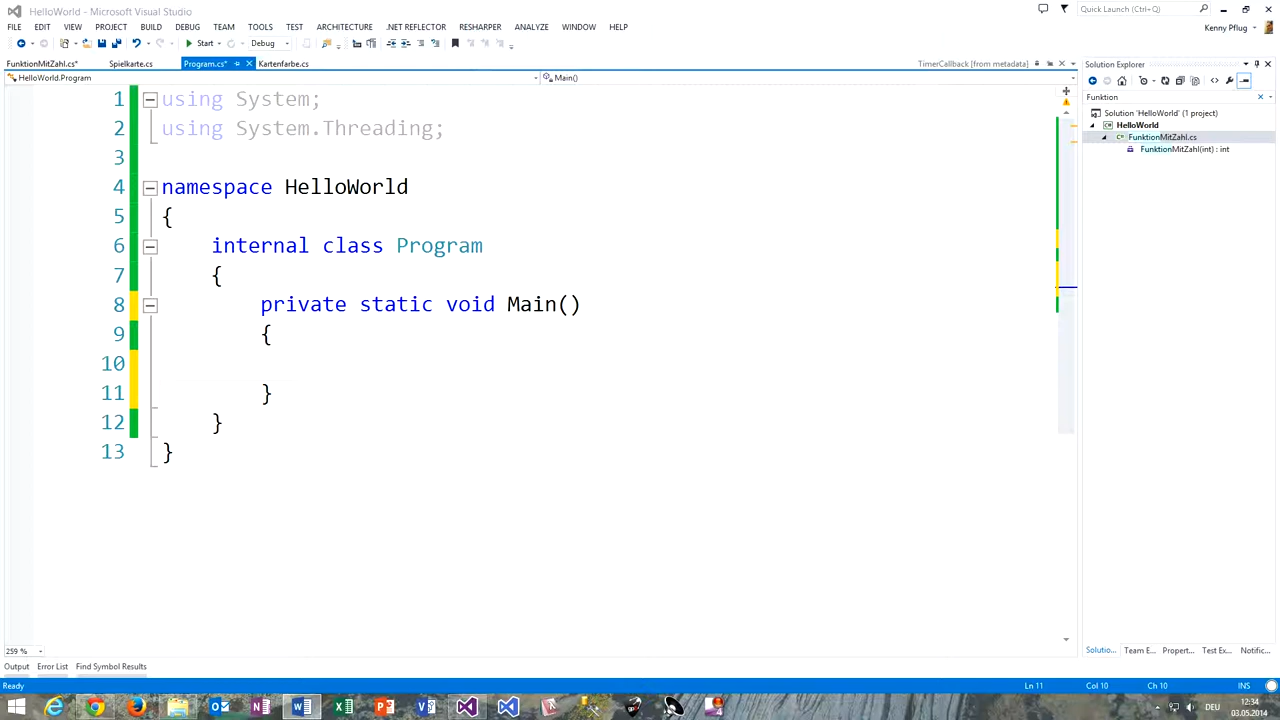 HelloWorld - Microsoft Visual Studio
Quick Launch (Ctrl+Q)
FILE EDIT VIEW PROJECT BUILD DEBUG TEAM TOOLS TEST ARCHITECTURE .NET REFLECTOR RESHARPER ANALYZE WINDOW HELP
Kenny Pflug
Start
Debug
FunktionMitZahl.cs*
Spielkarte.cs
Program.cs*
Kartenfarbe.cs
TimerCallback [from metadata]
HelloWorld.Program
Main()
1 using System;
2 using System.Threading;
3
4 namespace HelloWorld
5 {
6 internal class Program
7 {
8 private static void Main()
9 {
10
11 }
12 }
13 }
Solution Explorer
Funktion
Solution 'HelloWorld' (1 project)
HelloWorld
FunktionMitZahl.cs
FunktionMitZahl(int) : int
259 %
Solutio... Team E... Propert... Test Ex... Notific...
Output Error List Find Symbol Results
Ready
Ln 11
Col 10
Ch 10
INS
DEU
12:34
03.05.2014